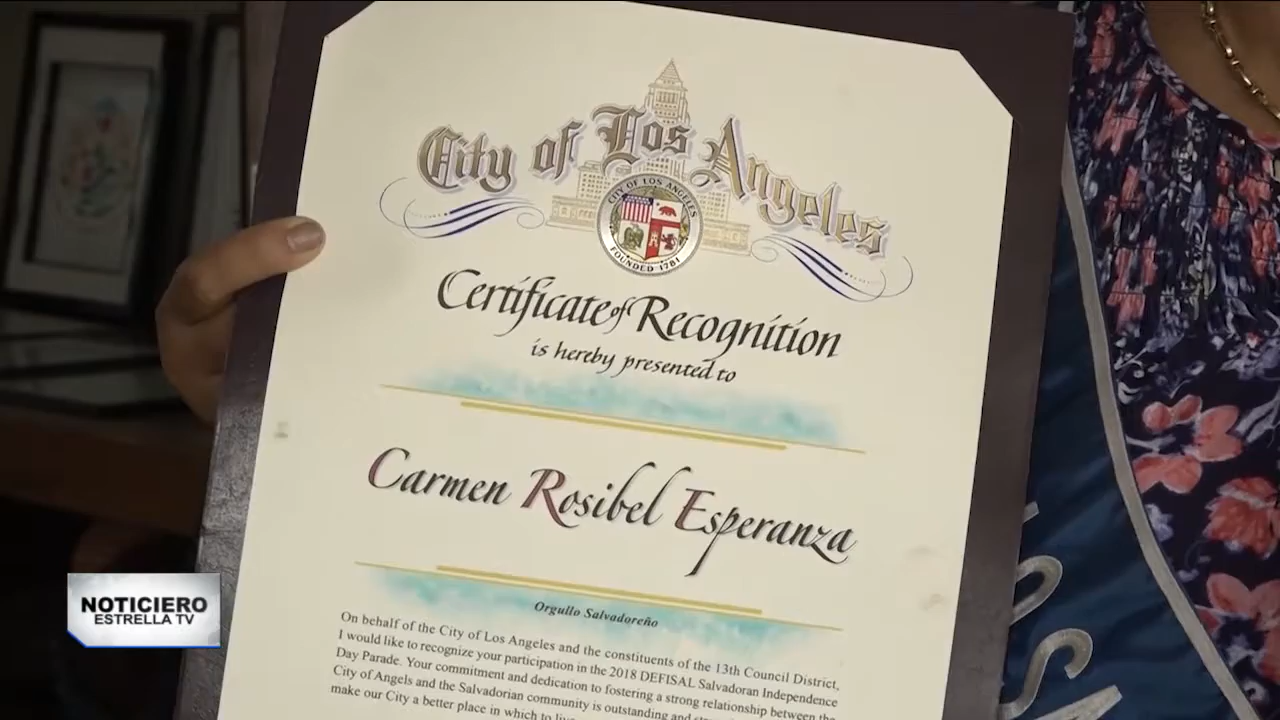 City of Los Angeles
CITY OF LOS ANGELES
FOUNDED 1781
Certificate of Recognition
is hereby presented to
Carmen Rosibel Esperanza
Orgullo Salvadoreño
On behalf of the City of Los Angeles and the constituents of the 13th Council District,
I would like to recognize your participation in the 2018 DEFISAL Salvadoran Independence
Day Parade. Your commitment and dedication to fostering a strong relationship between the
City of Angels and the Salvadorian community is outstanding and
make our City a better place in which to
NOTICIERO
ESTRELLA TV